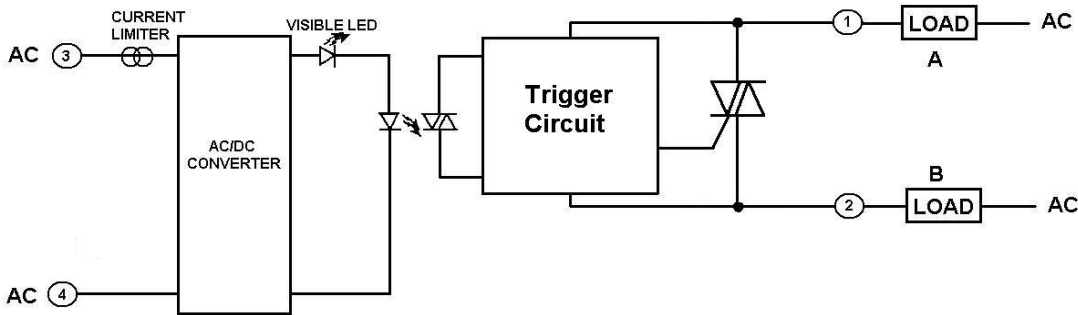 CURRENT
LIMITER
VISIBLE LED
1
LOAD
AC
A
AC
3
Trigger
Circuit
AC/DC
CONVERTER
B
2
LOAD
AC
AC
4